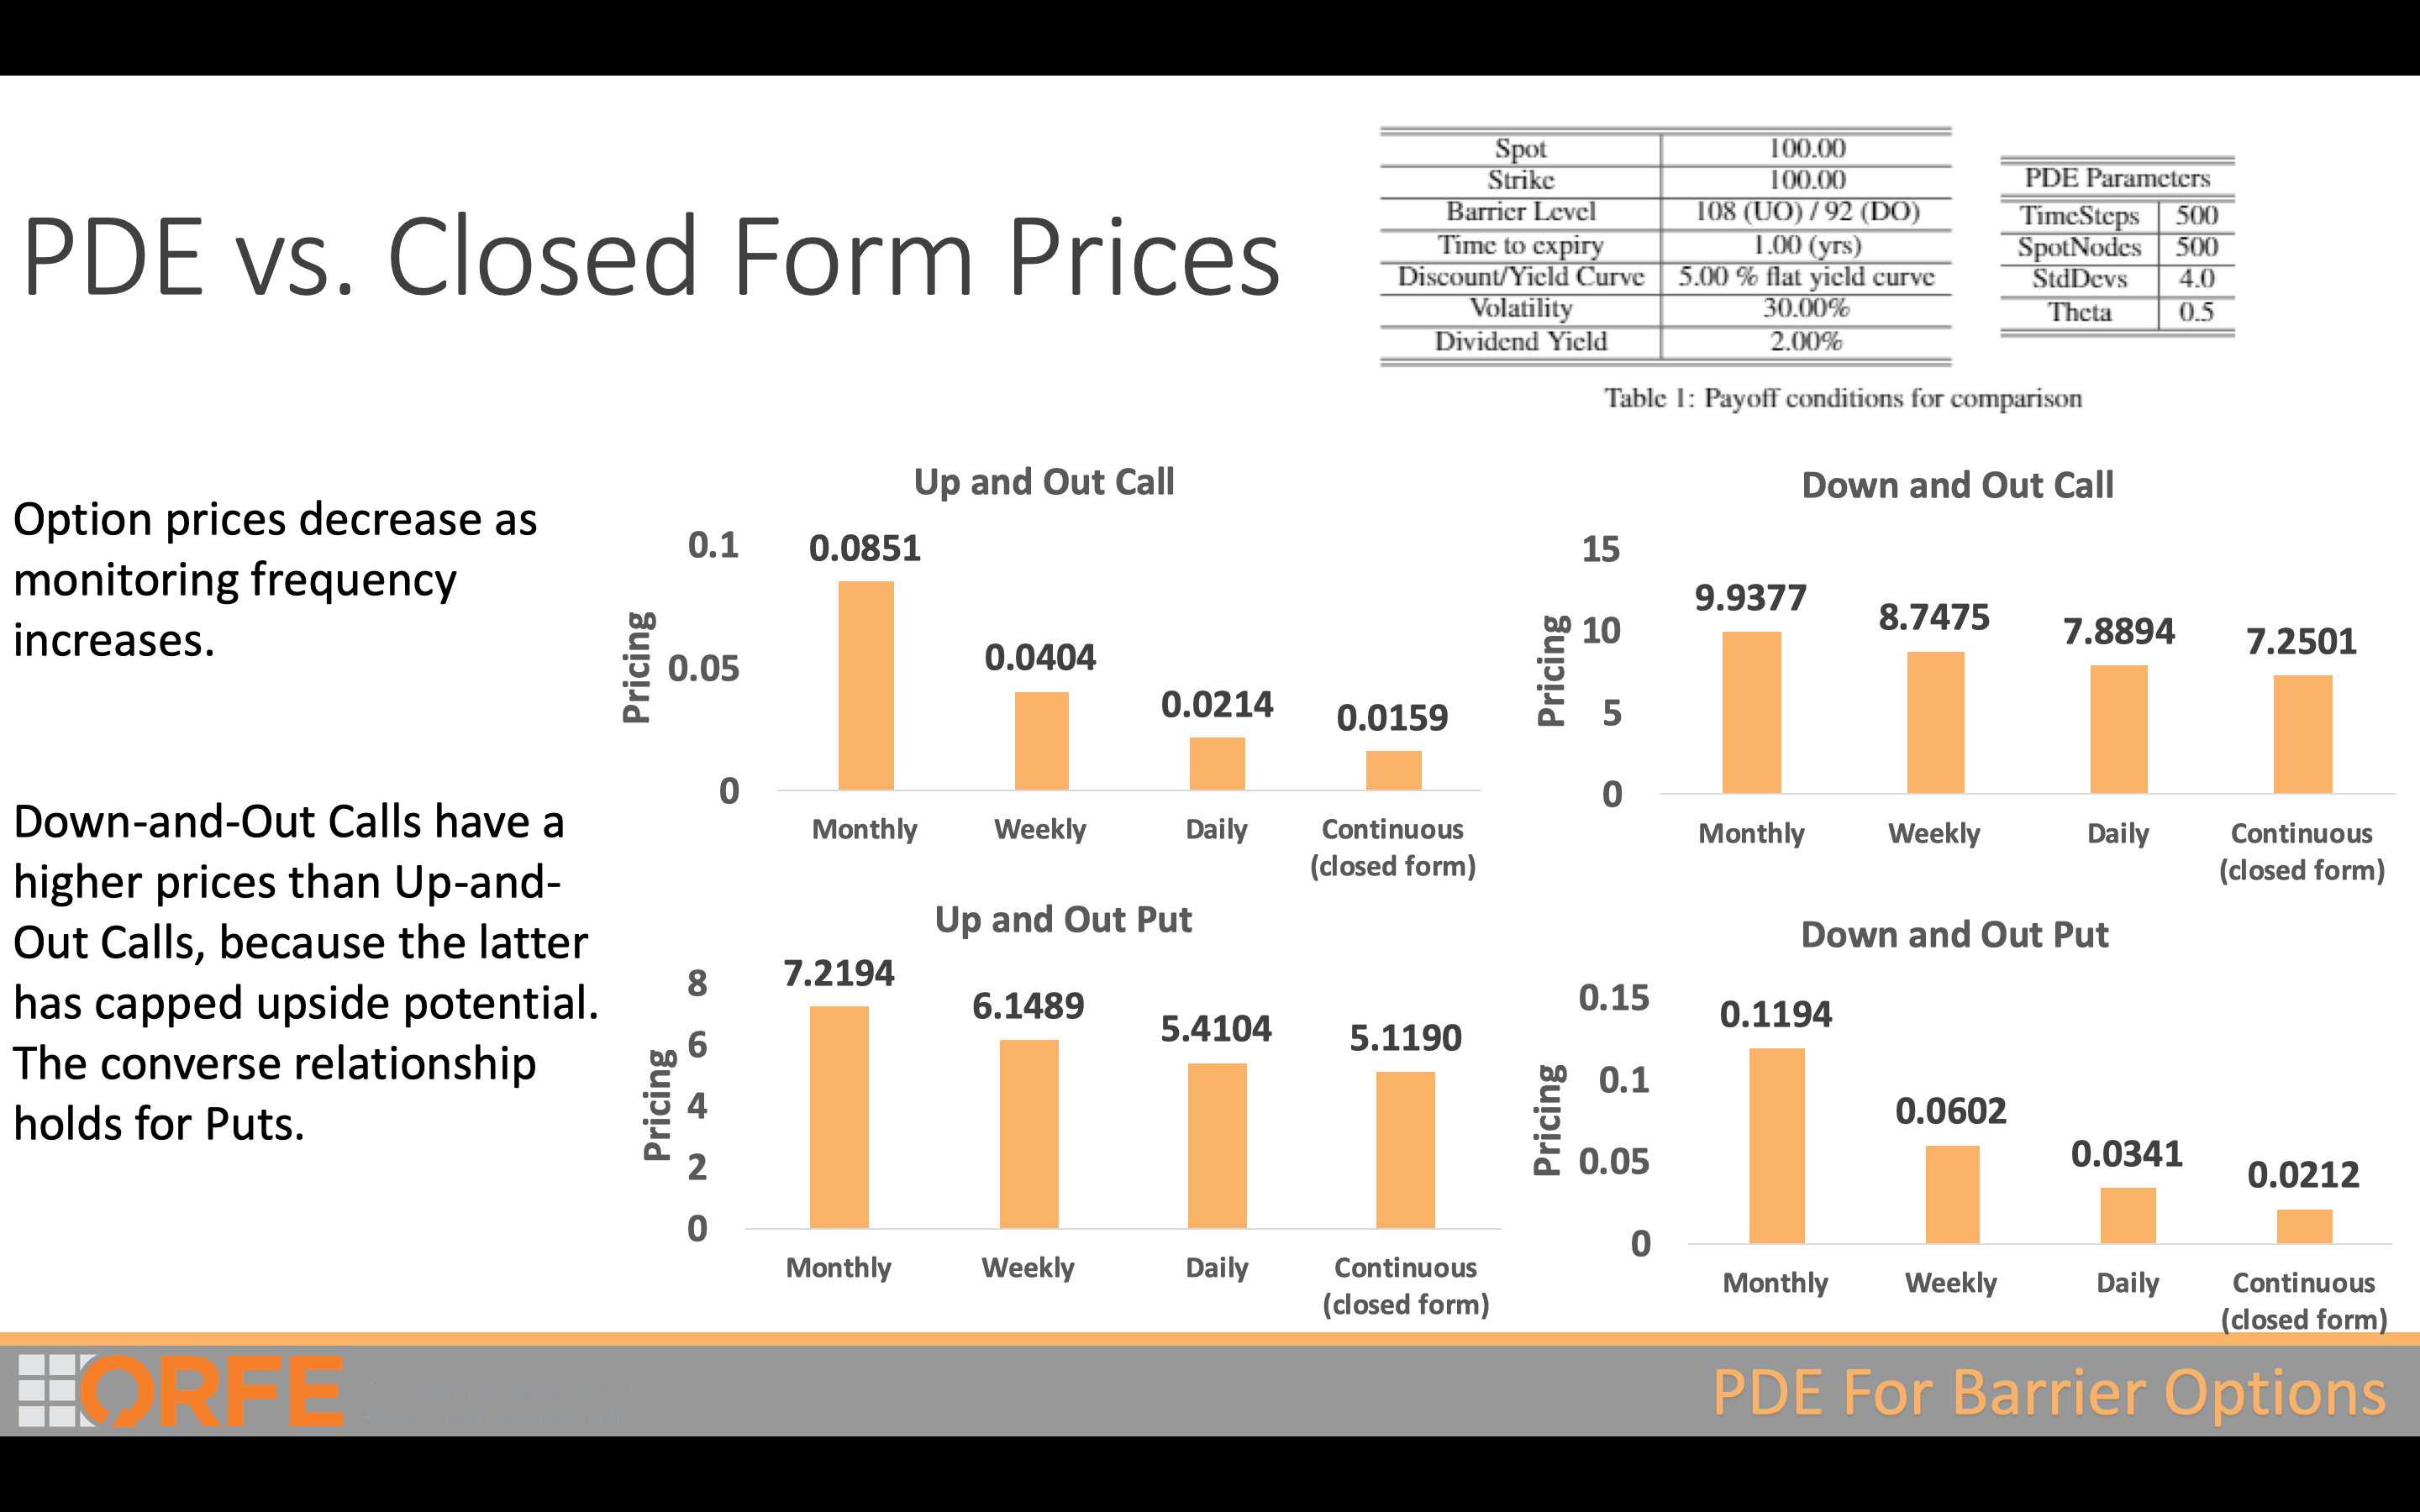 PDE vs. Closed Form Prices
Spot 100.00
Strike 100.00
Barrier Level 108 (UO) / 92 (DO)
Time to expiry 1.00 (yrs)
Discount/Yield Curve 5.00 % flat yield curve
Volatility 30.00%
Dividend Yield 2.00%
PDE Parameters
TimeSteps 500
SpotNodes 500
StdDevs 4.0
Theta 0.5
Table 1: Payoff conditions for comparison
Option prices decrease as
monitoring frequency
increases.
Down-and-Out Calls have a
higher prices than Up-and-
Out Calls, because the latter
has capped upside potential.
The converse relationship
holds for Puts.
Up and Out Call
Pricing
0.1
0.05
0
0.0851
0.0404
0.0214
0.0159
Monthly Weekly Daily Continuous
(closed form)
Down and Out Call
Pricing
15
10
5
0
9.9377
8.7475
7.8894
7.2501
Monthly Weekly Daily Continuous
(closed form)
Up and Out Put
Pricing
8
6
4
2
0
7.2194
6.1489
5.4104
5.1190
Monthly Weekly Daily Continuous
(closed form)
Down and Out Put
Pricing
0.15
0.1
0.05
0
0.1194
0.0602
0.0341
0.0212
Monthly Weekly Daily Continuous
(closed form)
ORFE
PDE For Barrier Options